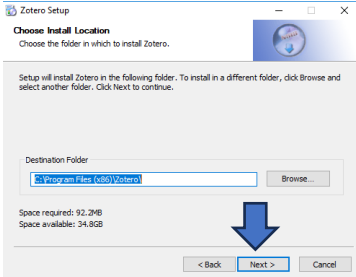 Zotero Setup
Choose Install Location
Choose the folder in which to install Zotero.
Setup will install Zotero in the following folder. To install in a different folder, click Browse and
select another folder. Click Next to continue.
Destination Folder
C:\Program Files (x86)\Zotero\
Browse...
Space required: 92.2MB
Space available: 34.8GB
< Back
Next >
Cancel